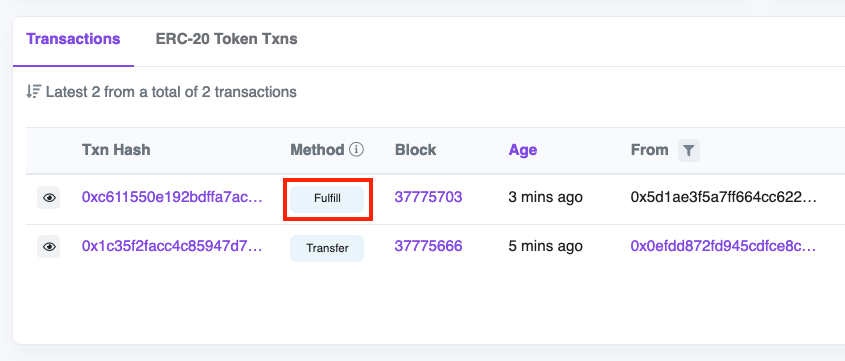 Transactions ERC-20 Token Txns
Latest 2 from a total of 2 transactions
Txn Hash Method Block Age From
0xc611550e192bdffa7ac... Fulfill 37775703 3 mins ago 0x5d1ae3f5a7ff664cc622...
0x1c35f2facc4c85947d7... Transfer 37775666 5 mins ago 0x0efdd872fd945cdfce8c...